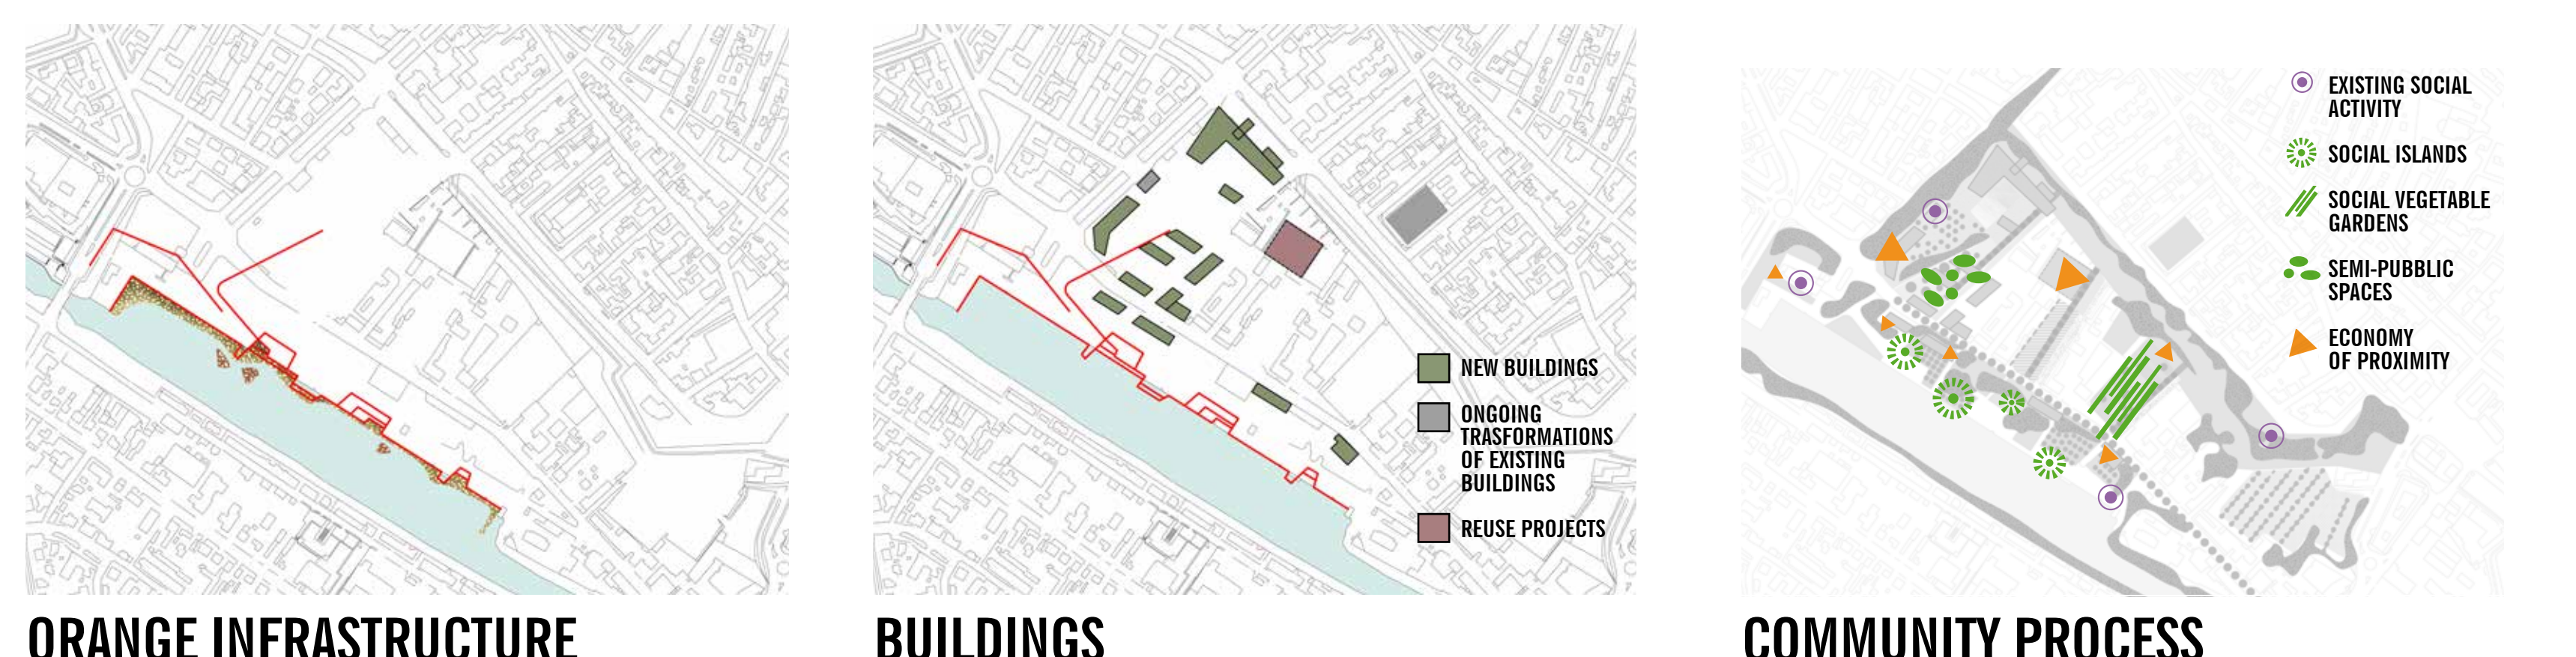 NEW BUILDINGS
ONGOING
TRASFORMATIONS
OF EXISTING
BUILDINGS
REUSE PROJECTS
EXISTING SOCIAL
ACTIVITY
SOCIAL ISLANDS
SOCIAL VEGETABLE
GARDENS
SEMI-PUBBLIC
SPACES
ECONOMY
OF PROXIMITY
ORANGE INFRASTRUCTURE
BUILDINGS
COMMUNITY PROCESS